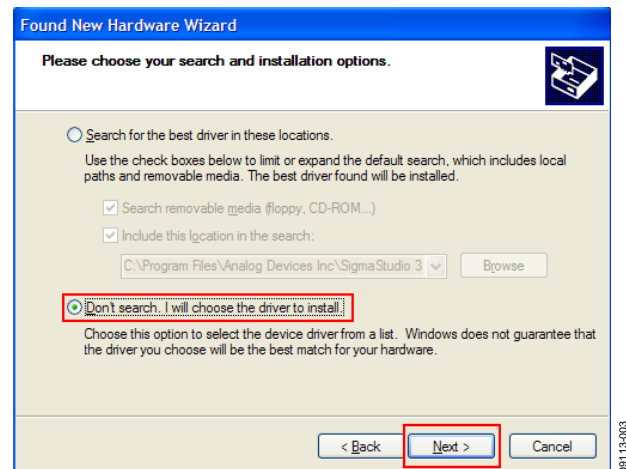 Found New Hardware Wizard
Please choose your search and installation options.
Search for the best driver in these locations.
Use the check boxes below to limit or expand the default search, which includes local
paths and removable media. The best driver found will be installed.
Search removable media (floppy, CD-ROM...)
Include this location in the search:
C:\Program Files\Analog Devices Inc\SigmaStudio 3
Browse
Don't search. I will choose the driver to install.
Choose this option to select the device driver from a list. Windows does not guarantee that
the driver you choose will be the best match for your hardware.
< Back
Next >
Cancel